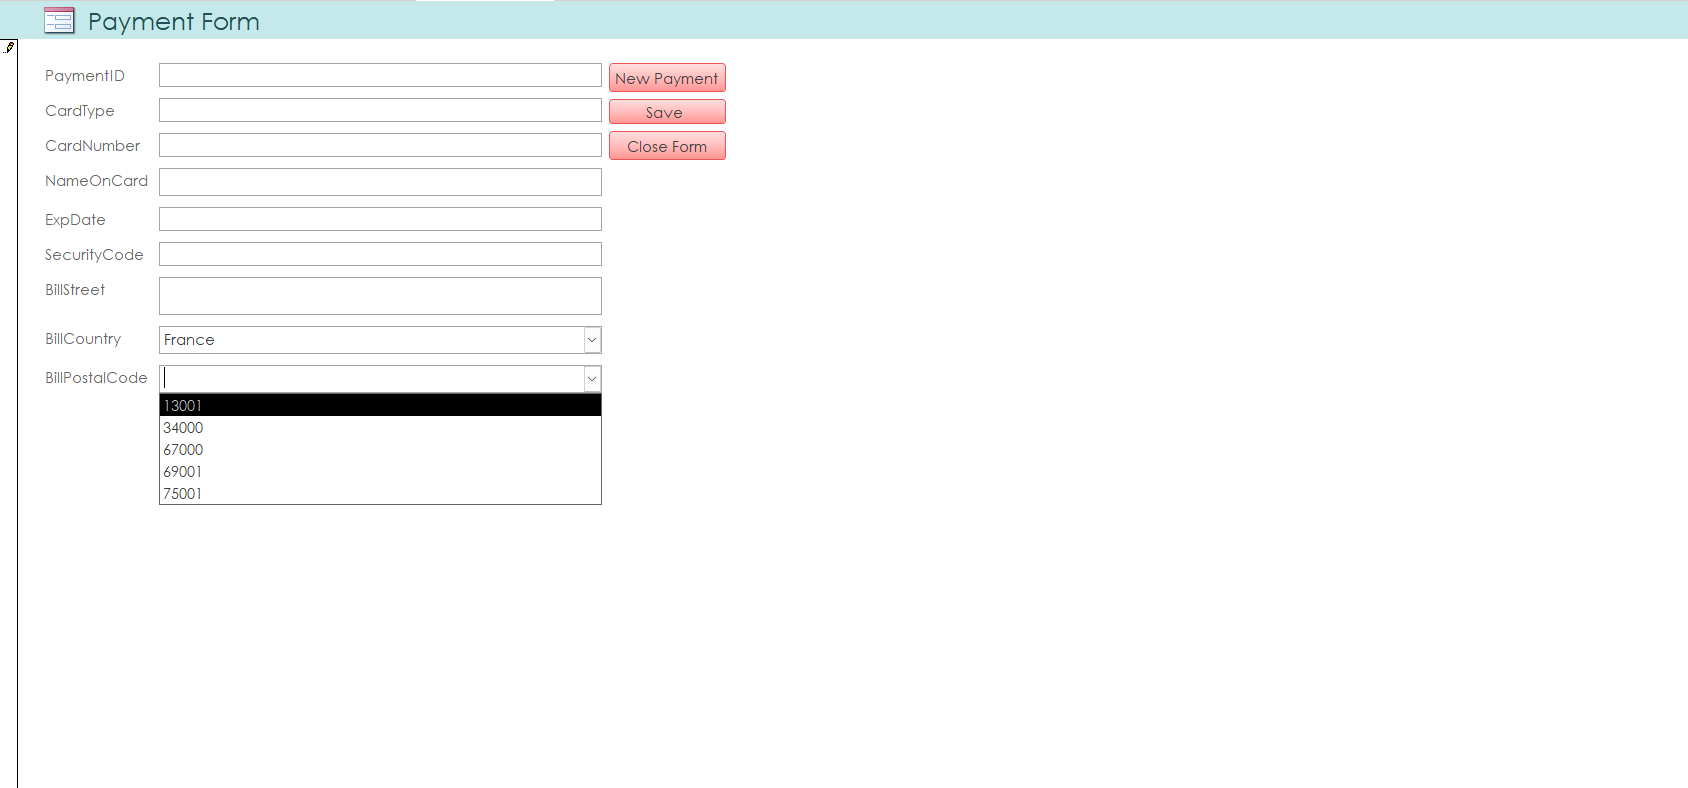 Payment Form
PaymentID
New Payment
CardType
Save
CardNumber
Close Form
NameOnCard
ExpDate
SecurityCode
BillStreet
BillCountry
France
BillPostalCode
13001
34000
67000
69001
75001